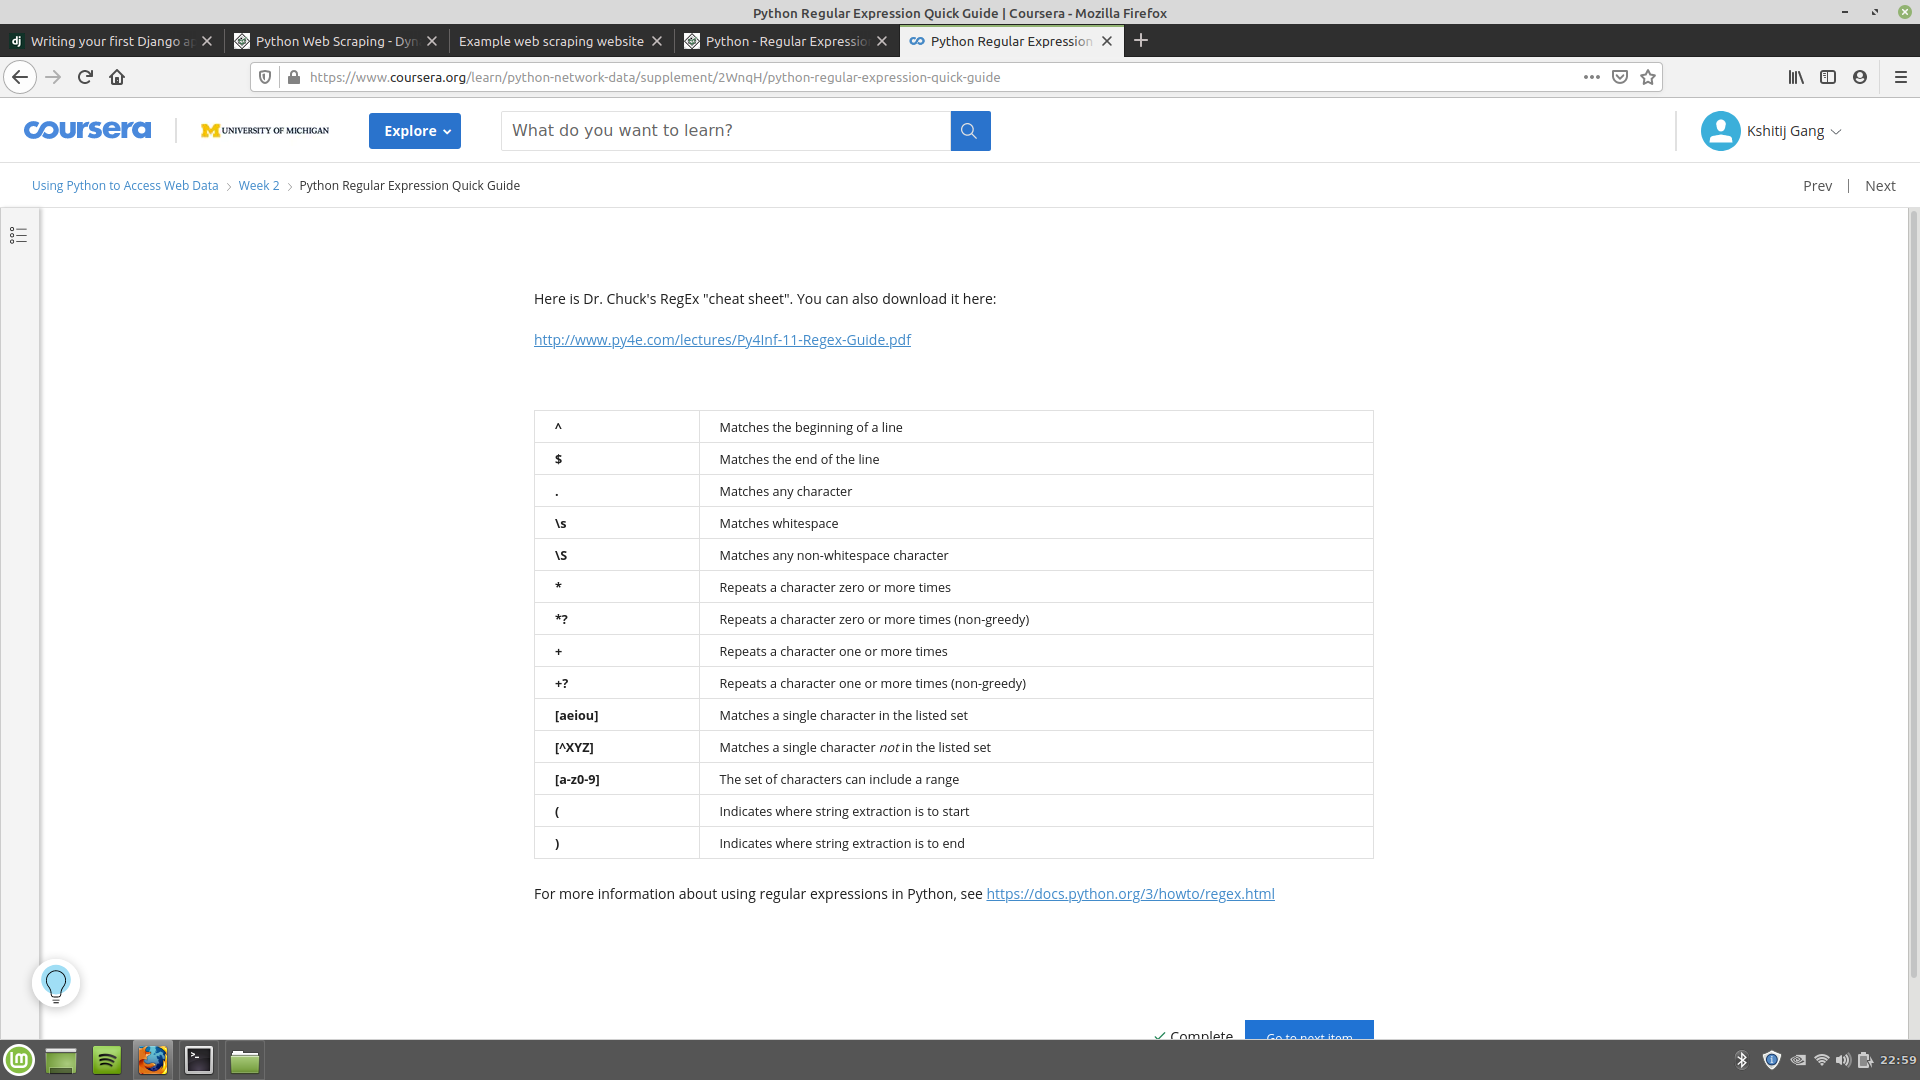 Python Regular Expression Quick Guide | Coursera - Mozilla Firefox
Writing your first Django a
Python Web Scraping - Dyn
Example web scraping website
Python - Regular Expressio
Python Regular Expression
https://www.coursera.org/learn/python-network-data/supplement/2WnqH/python-regular-expression-quick-guide
coursera
M UNIVERSITY OF MICHIGAN
Explore
What do you want to learn?
Kshitij Gang
Using Python to Access Web Data > Week 2 > Python Regular Expression Quick Guide
Prev | Next
Here is Dr. Chuck's RegEx "cheat sheet". You can also download it here:
http://www.py4e.com/lectures/Py4Inf-11-Regex-Guide.pdf
^ Matches the beginning of a line
$ Matches the end of the line
. Matches any character
\s Matches whitespace
\S Matches any non-whitespace character
* Repeats a character zero or more times
*? Repeats a character zero or more times (non-greedy)
+ Repeats a character one or more times
+? Repeats a character one or more times (non-greedy)
[aeiou] Matches a single character in the listed set
[^XYZ] Matches a single character not in the listed set
[a-z0-9] The set of characters can include a range
( Indicates where string extraction is to start
) Indicates where string extraction is to end
For more information about using regular expressions in Python, see https://docs.python.org/3/howto/regex.html
Complete
Go to next item
22:59